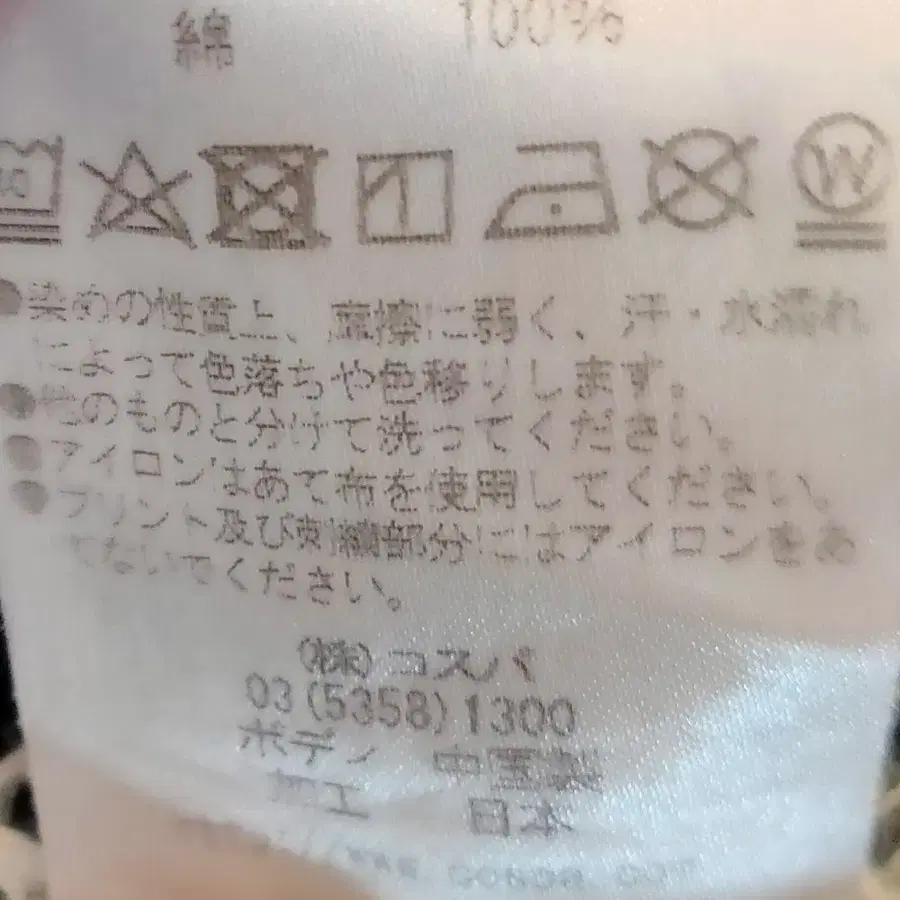 綿 100%
●染めの性質上、摩擦に弱く、汗・水濡れ
によって色落ちや色移りします。
●他のものと分けて洗ってください。
●アイロンはあて布を使用してください。
●プリント及び刺繍部分にはアイロンをあ
てないでください。
(株)コスパ
03(5358)1300
ボディ 中国製
加工 日本